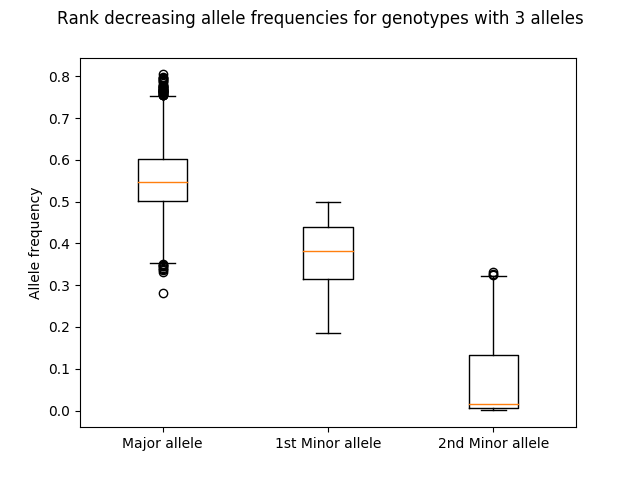 Rank decreasing allele frequencies for genotypes with 3 alleles
Allele frequency
0.8
0.7
0.6
0.5
0.4
0.3
0.2
0.1
0.0
Major allele
1st Minor allele
2nd Minor allele